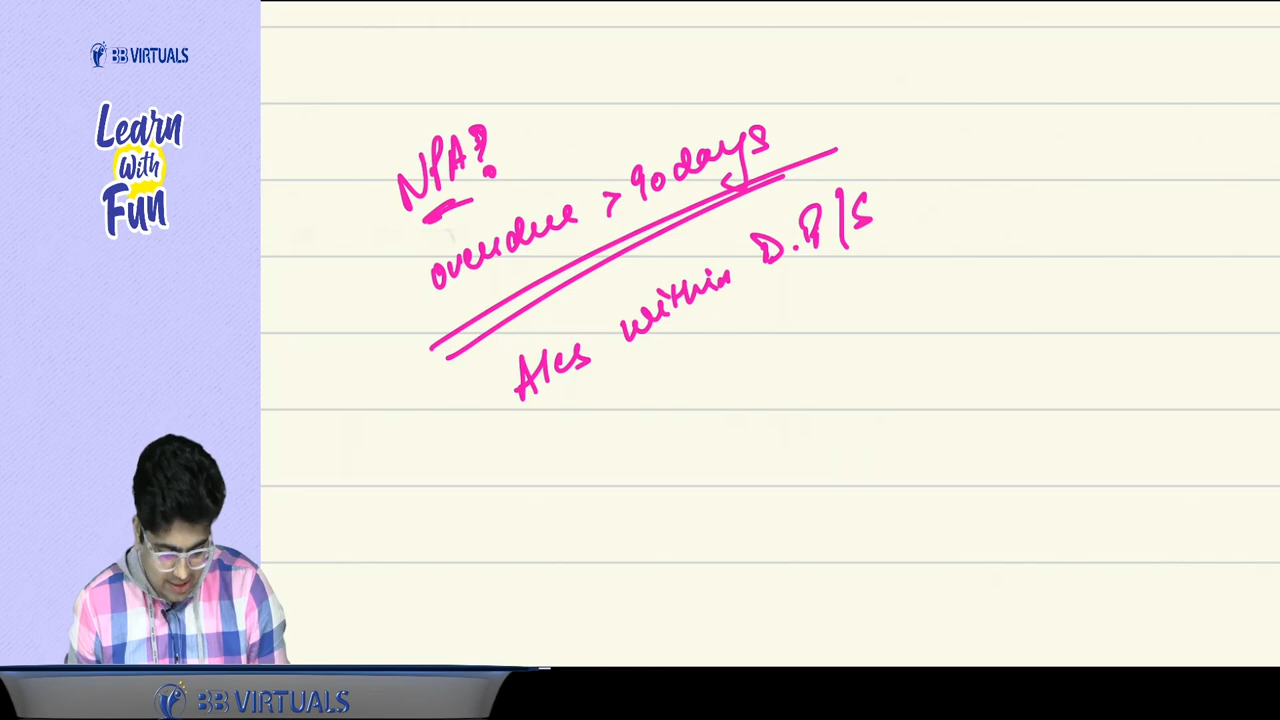 BB VIRTUALS
Learn
With
Fun
NPA?
overdue > 90 days
A/cs within D.P/S
BB VIRTUALS